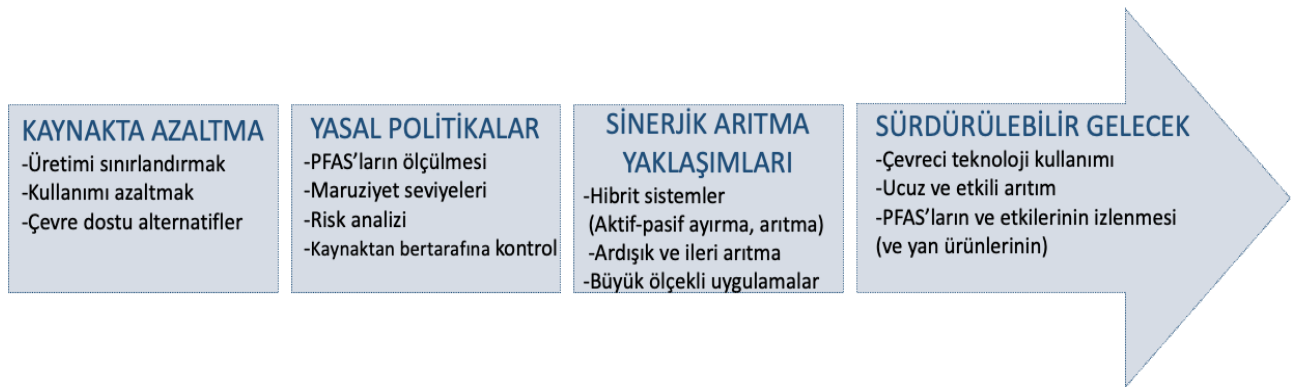 KAYNAKTA AZALTMA
-Üretimi sınırlandırmak
-Kullanımı azaltmak
-Çevre dostu alternatifler
YASAL POLİTİKALAR
-PFAS’ların ölçülmesi
-Maruziyet seviyeleri
-Risk analizi
-Kaynaktan bertarafına kontrol
SİNERJİK ARITMA
YAKLAŞIMLARI
-Hibrit sistemler
(Aktif-pasif ayırma, arıtma)
-Ardışık ve ileri arıtma
-Büyük ölçekli uygulamalar
SÜRDÜRÜLEBİLİR GELECEK
-Çevreci teknoloji kullanımı
-Ucuz ve etkili arıtım
-PFAS’ların ve etkilerinin izlenmesi
(ve yan ürünlerinin)